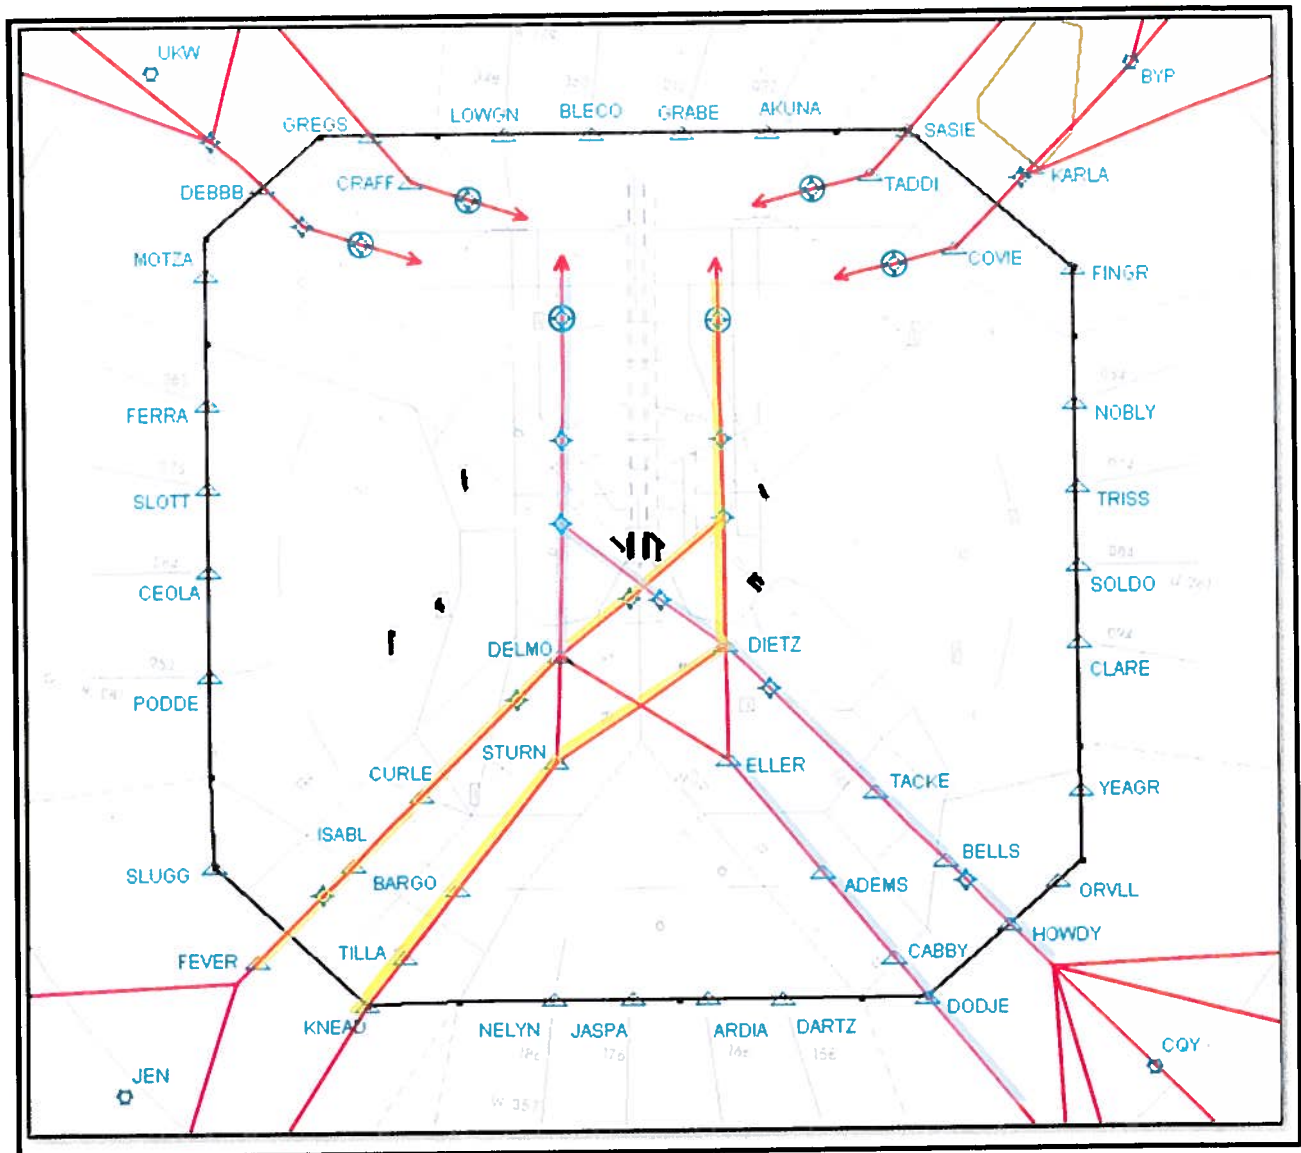 UKW
BYP
LOWGN BLECO GRABE AKUNA
GREGS SASIE
DEBBB CRAFF TADDI KARLA
MOTZA COVIE FINGR
FERRA NOBLY
SLOTT TRISS
CEOLA SOLDO
DELMO DIETZ
PODDE CLARE
STURN ELLER
CURLE TACKE YEAGR
ISABL BELLS
SLUGG BARGO ADEMS ORVLL
HOWDY
FEVER TILLA CABBY
KNEAD NELYN JASPA ARDIA DARTZ DODJE
CQY
JEN